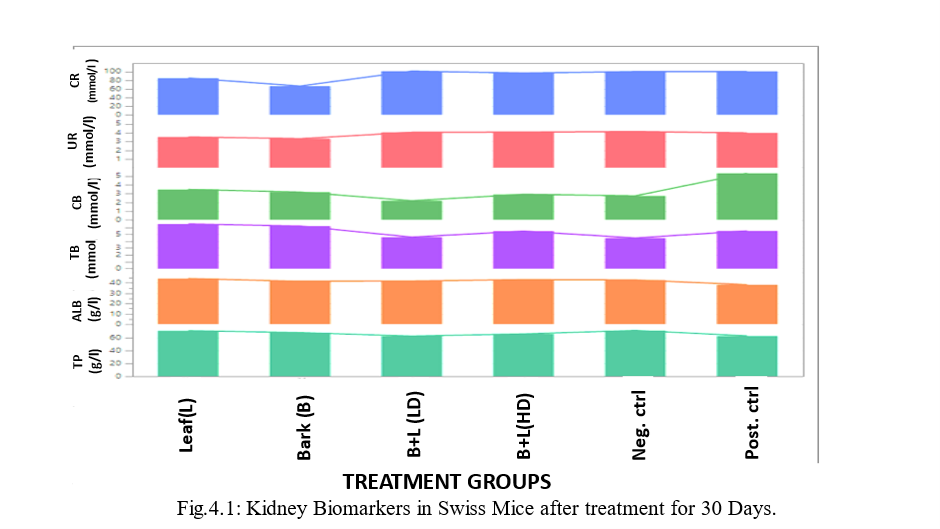 CR
(mmol/l)
100
80
60
40
20
0
UR
(mmol/l)
5
4
3
2
1
CB
(mmol/l)
5
4
3
2
1
0
TB
(mmol
5
3
2
0
ALB
(g/l)
40
30
20
10
0
TP
(g/l)
60
40
20
0
Leaf(L)
Bark (B)
B+L (LD)
B+L(HD)
Neg. ctrl
Post. ctrl
TREATMENT GROUPS
Fig.4.1: Kidney Biomarkers in Swiss Mice after treatment for 30 Days.